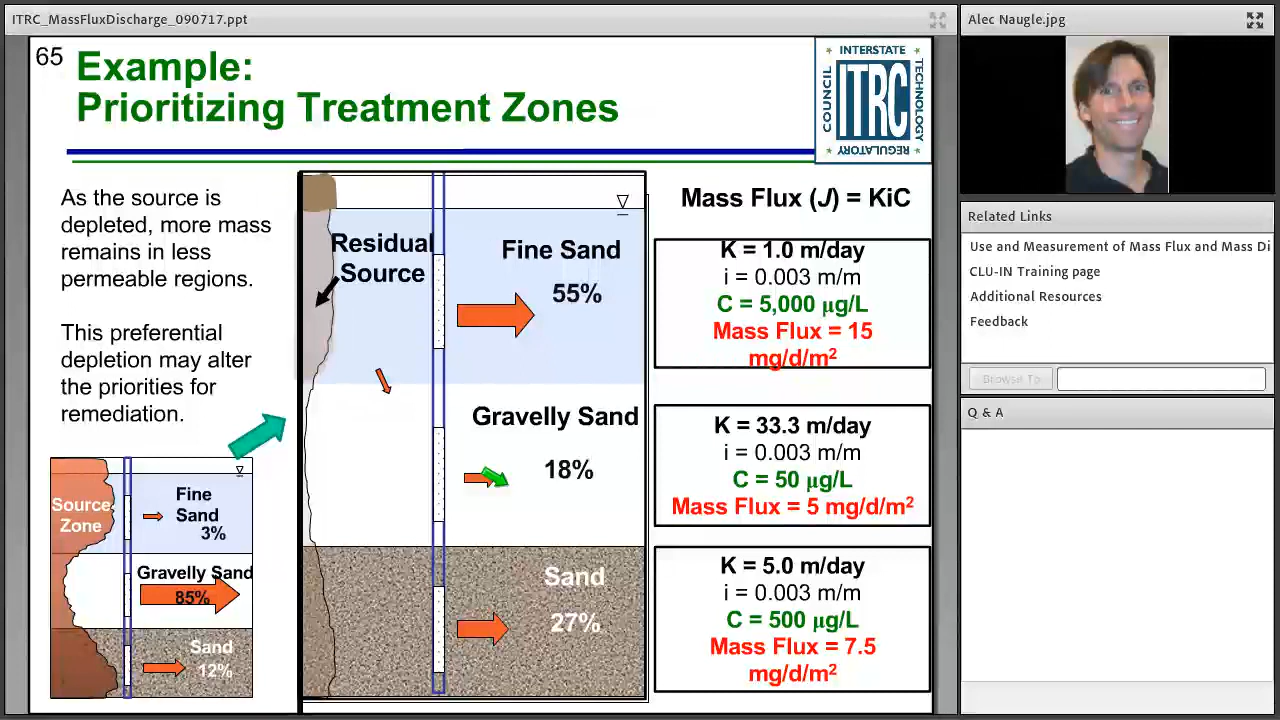 ITRC_MassFluxDischarge_090717.ppt
65
Example:
Prioritizing Treatment Zones
INTERSTATE
COUNCIL
ITRC
TECHNOLOGY
REGULATORY
As the source is
depleted, more mass
remains in less
permeable regions.
This preferential
depletion may alter
the priorities for
remediation.
Source
Zone
Fine
Sand
3%
Gravelly Sand
85%
Sand
12%
Residual
Source
Fine Sand
55%
Gravelly Sand
18%
Sand
27%
Mass Flux (J) = KiC
K = 1.0 m/day
i = 0.003 m/m
C = 5,000 μg/L
Mass Flux = 15
mg/d/m²
K = 33.3 m/day
i = 0.003 m/m
C = 50 μg/L
Mass Flux = 5 mg/d/m²
K = 5.0 m/day
i = 0.003 m/m
C = 500 μg/L
Mass Flux = 7.5
mg/d/m²
Alec Naugle.jpg
Related Links
Use and Measurement of Mass Flux and Mass Di
CLU-IN Training page
Additional Resources
Feedback
Browse To
Q & A